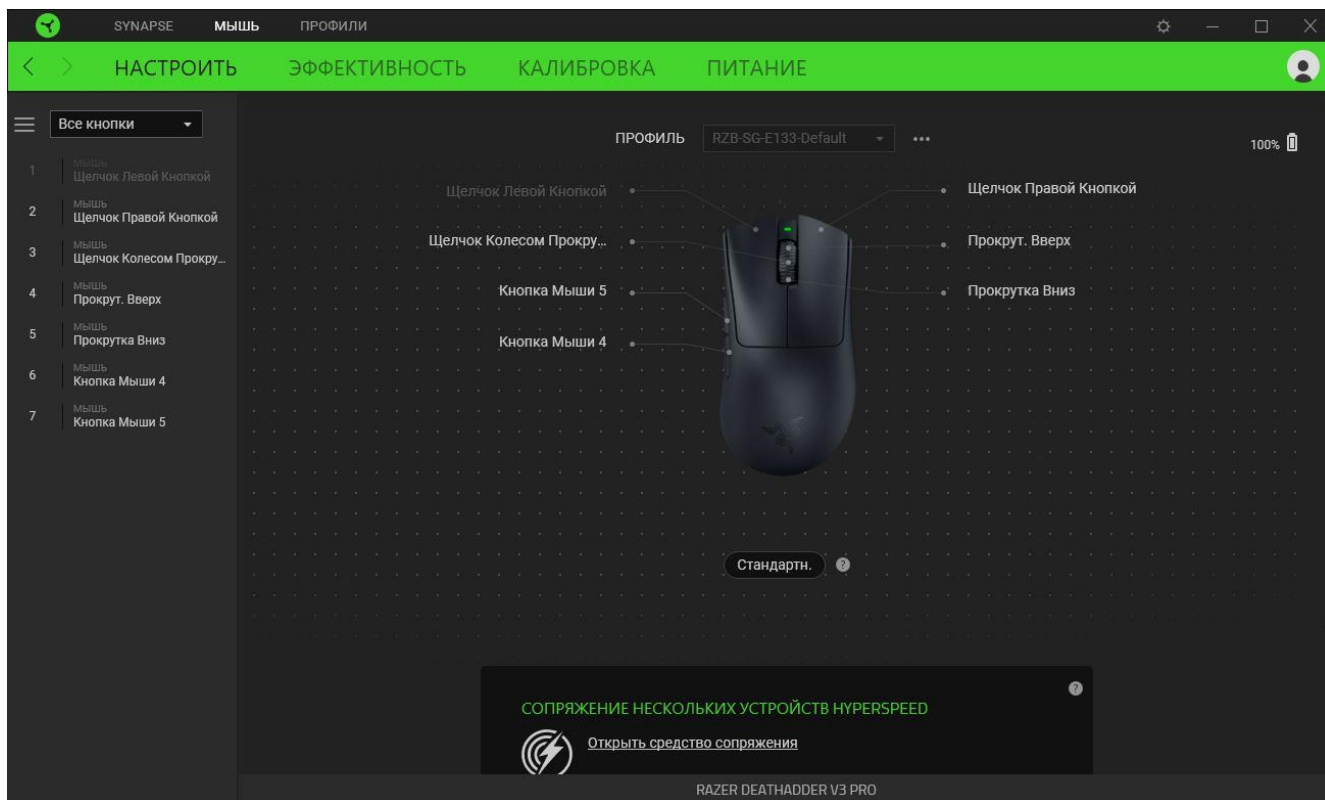 SYNAPSE МЫШЬ ПРОФИЛИ
НАСТРОИТЬ ЭФФЕКТИВНОСТЬ КАЛИБРОВКА ПИТАНИЕ
Все кнопки
ПРОФИЛЬ RZB-SG-E133-Default
100%
1 МЫШЬ
Щелчок Левой Кнопкой
2 МЫШЬ
Щелчок Правой Кнопкой
3 МЫШЬ
Щелчок Колесом Прокру...
4 МЫШЬ
Прокрут. Вверх
5 МЫШЬ
Прокрутка Вниз
6 МЫШЬ
Кнопка Мыши 4
7 МЫШЬ
Кнопка Мыши 5
Щелчок Левой Кнопкой
Щелчок Колесом Прокру...
Кнопка Мыши 5
Кнопка Мыши 4
Щелчок Правой Кнопкой
Прокрут. Вверх
Прокрутка Вниз
Стандартн. ?
СОПРЯЖЕНИЕ НЕСКОЛЬКИХ УСТРОЙСТВ HYPERSPEED ?
Открыть средство сопряжения
RAZER DEATHADDER V3 PRO